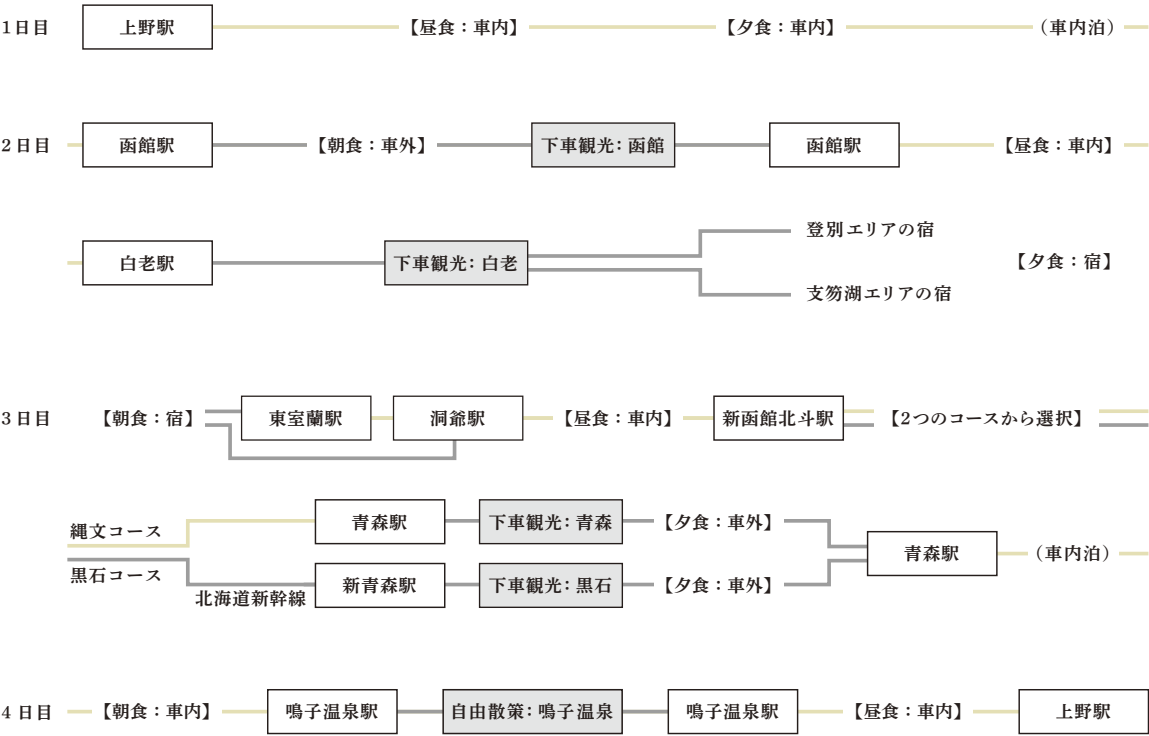 1日目 上野駅 【昼食：車内】 【夕食：車内】 （車内泊）
2日目 函館駅 【朝食：車外】 下車観光：函館 函館駅 【昼食：車内】
白老駅 下車観光：白老 登別エリアの宿 【夕食：宿】
支笏湖エリアの宿
3日目 【朝食：宿】 東室蘭駅 洞爺駅 【昼食：車内】 新函館北斗駅 【2つのコースから選択】
縄文コース 青森駅 下車観光：青森 【夕食：車外】 青森駅 （車内泊）
黒石コース 北海道新幹線 新青森駅 下車観光：黒石 【夕食：車外】
4日目 【朝食：車内】 鳴子温泉駅 自由散策：鳴子温泉 鳴子温泉駅 【昼食：車内】 上野駅